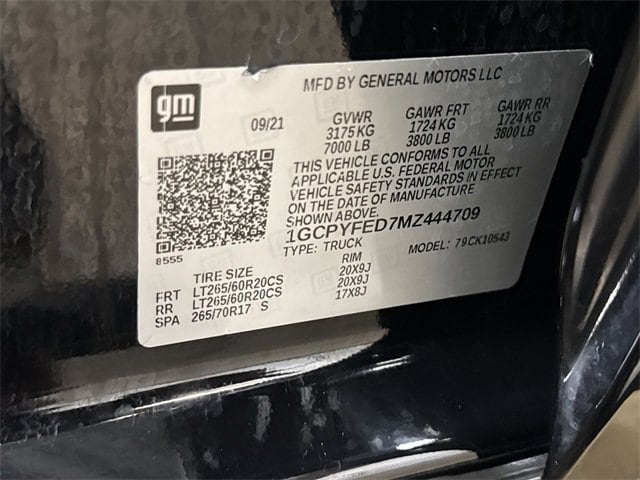 gm
MFD BY GENERAL MOTORS LLC
09/21
GVWR GAWR FRT GAWR RR
3175 KG 1724 KG 1724 KG
7000 LB 3800 LB 3800 LB
THIS VEHICLE CONFORMS TO ALL
APPLICABLE U.S. FEDERAL MOTOR
VEHICLE SAFETY STANDARDS IN EFFECT
ON THE DATE OF MANUFACTURE
SHOWN ABOVE.
1GCPYFED7MZ444709
8555
TYPE: TRUCK MODEL: 79CK10543
TIRE SIZE RIM
FRT LT265/60R20CS 20X9J
RR LT265/60R20CS 20X9J
SPA 265/70R17 S 17X8J